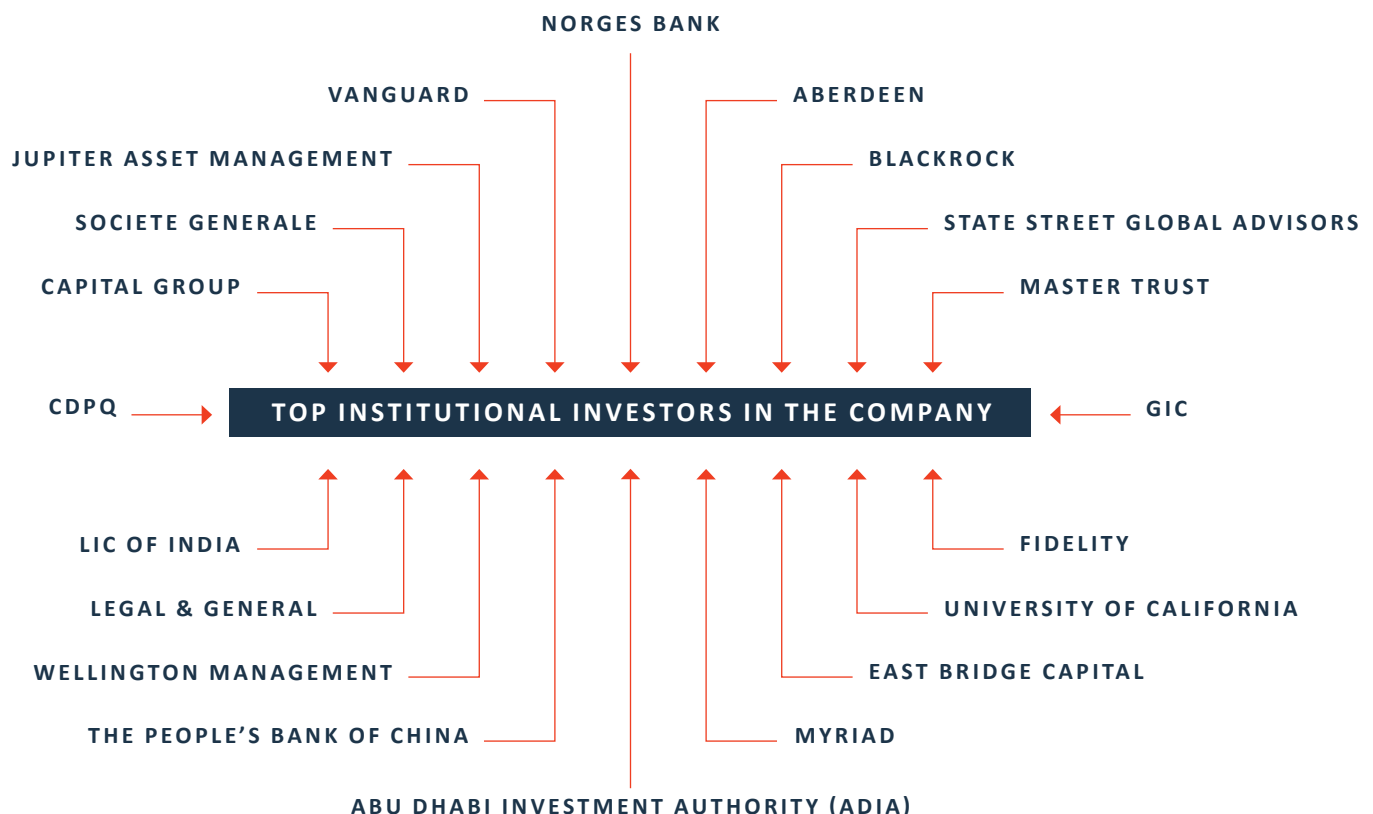 NORGES BANK
VANGUARD
ABERDEEN
JUPITER ASSET MANAGEMENT
BLACKROCK
SOCIETE GENERALE
STATE STREET GLOBAL ADVISORS
CAPITAL GROUP
MASTER TRUST
CDPQ
TOP INSTITUTIONAL INVESTORS IN THE COMPANY
GIC
LIC OF INDIA
FIDELITY
LEGAL & GENERAL
UNIVERSITY OF CALIFORNIA
WELLINGTON MANAGEMENT
EAST BRIDGE CAPITAL
THE PEOPLE’S BANK OF CHINA
MYRIAD
ABU DHABI INVESTMENT AUTHORITY (ADIA)